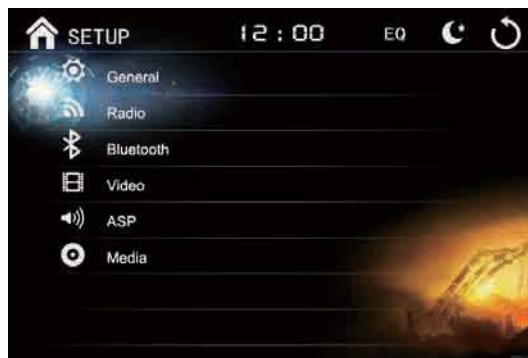 SETUP 12:00 EQ
General
Radio
Bluetooth
Video
ASP
Media